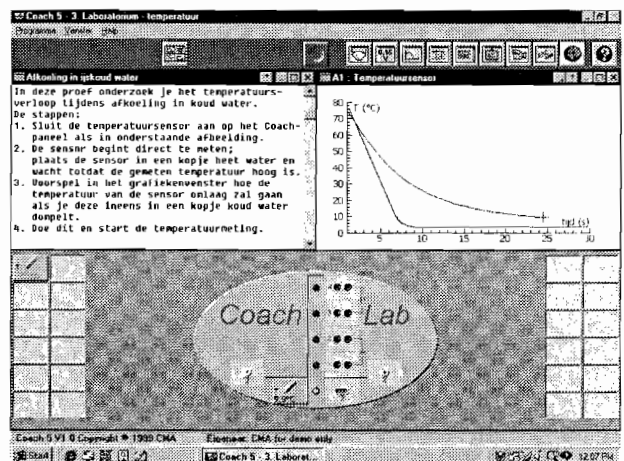 Coach 5 - 3. Laboratorium - temperatuur
Programma Venster Help
Afkoeling in ijskoud water
In deze proef onderzoek je het temperatuurs-
verloop tijdens afkoeling in koud water.
De stappen:
1. Sluit de temperatuursensor aan op het Coach-
paneel als in onderstaande afbeelding.
2. De sensor begint direct te meten;
plaats de sensor in een kopje heet water en
wacht totdat de gemeten temperatuur hoog is.
3. Voorspel in het grafiekenvenster hoe de
temperatuur van de sensor omlaag zal gaan
als je deze ineens in een kopje koud water
dompelt.
4. Doe dit en start de temperatuurmeting.
A1 : Temperatuursensor
T (°C)
80
70
60
50
40
30
20
10
0
5 10 15 20 25 30
tijd (s)
Coach Lab
Coach 5 V1.0 Copyright © 1999 CMA
Eigenaar: CMA for demo only
Start
Coach 5 - 3. Laborat...
12:07 PM